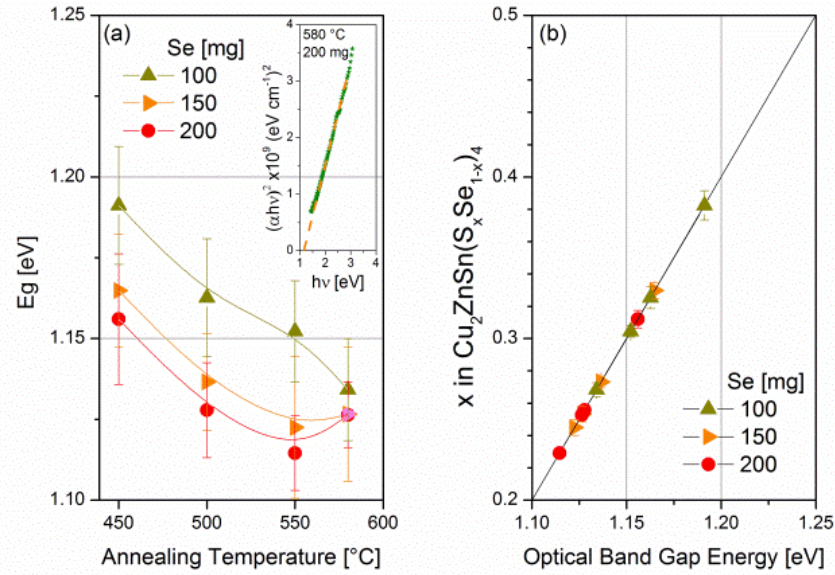 (a)
Se [mg]
100
150
200
1.25
1.20
1.15
1.10
Eg [eV]
450 500 550 600
Annealing Temperature [°C]
580 °C
200 mg
(αhν)² x10⁹ (eV cm⁻¹)²
4
3
2
1
0
1 2 3 4
hν [eV]
(b)
x in Cu₂ZnSn(SₓSe₁₋ₓ)₄
0.5
0.4
0.3
0.2
Se [mg]
100
150
200
1.10 1.15 1.20 1.25
Optical Band Gap Energy [eV]